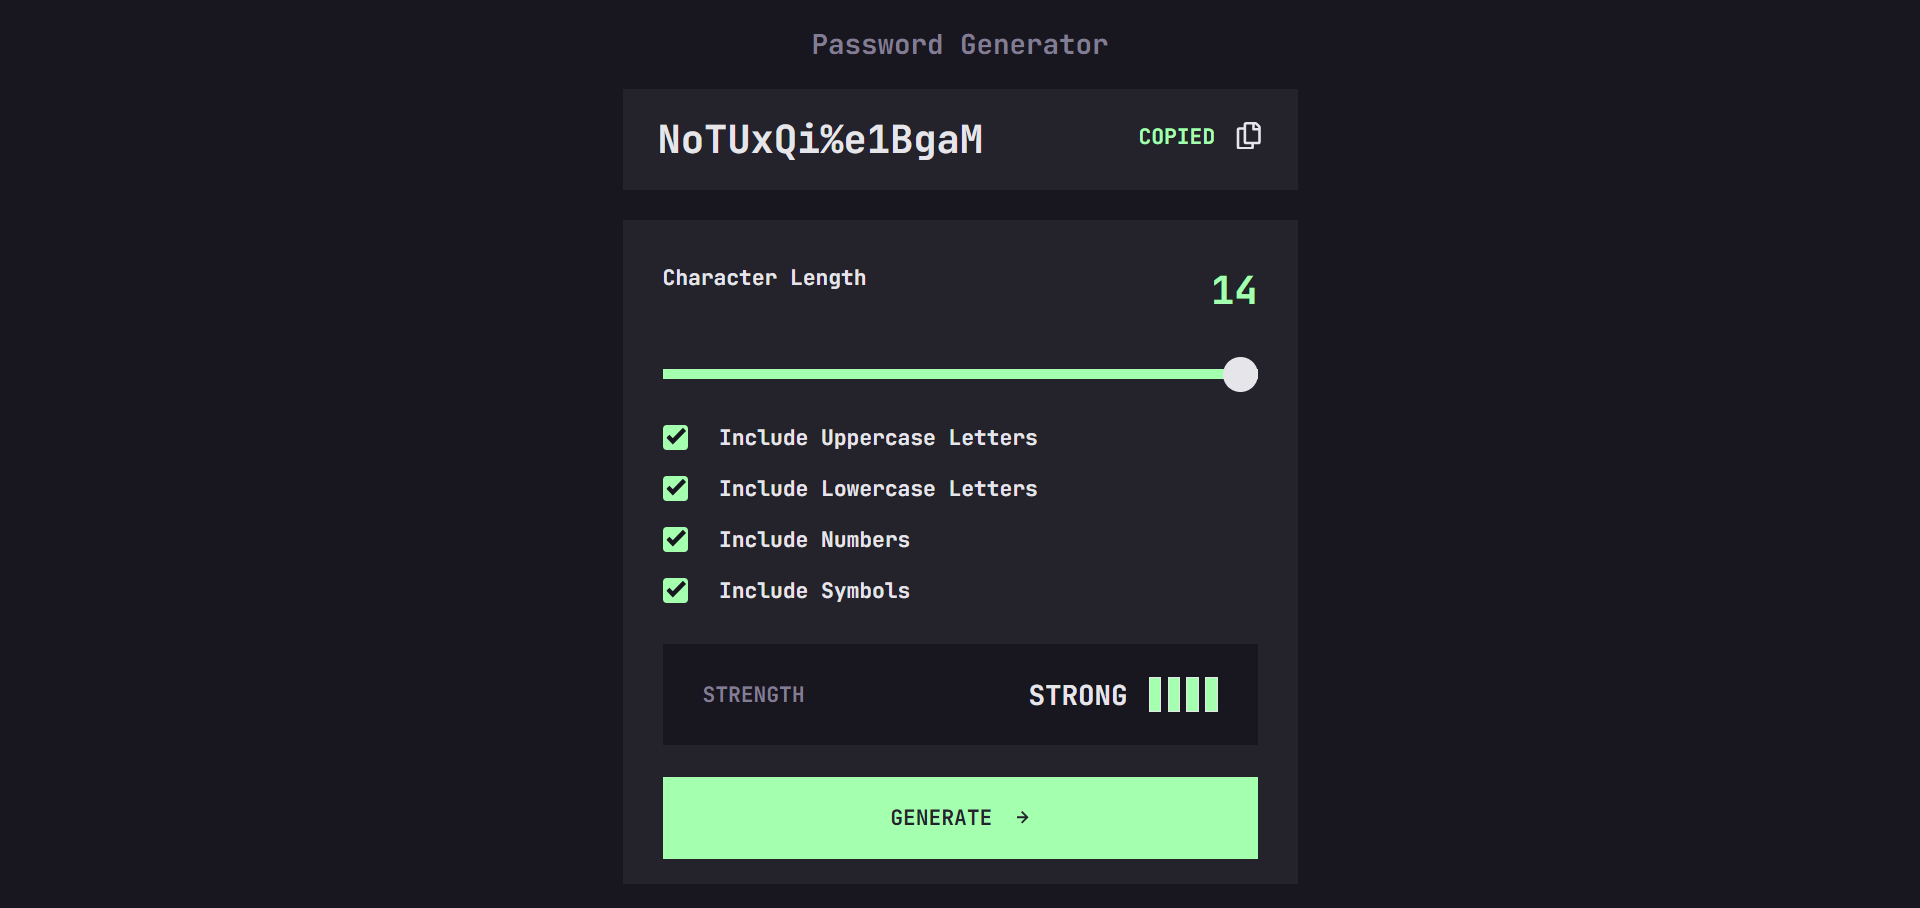 Password Generator
NoTUxQi%e1BgaM
COPIED
Character Length
14
Include Uppercase Letters
Include Lowercase Letters
Include Numbers
Include Symbols
STRENGTH
STRONG
GENERATE →